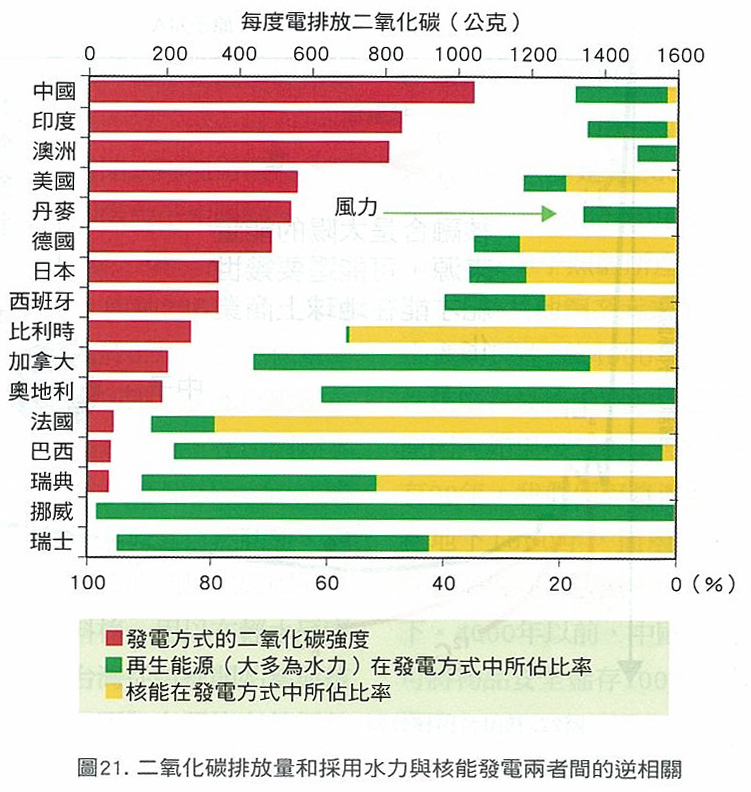 每度電排放二氧化碳（公克）
0 200 400 600 800 1000 1200 1400 1600
中國
印度
澳洲
美國
丹麥
風力
德國
日本
西班牙
比利時
加拿大
奧地利
法國
巴西
瑞典
挪威
瑞士
100 80 60 40 20 0（%）
發電方式的二氧化碳強度
再生能源（大多為水力）在發電方式中所佔比率
核能在發電方式中所佔比率
圖21. 二氧化碳排放量和採用水力與核能發電兩者間的逆相關